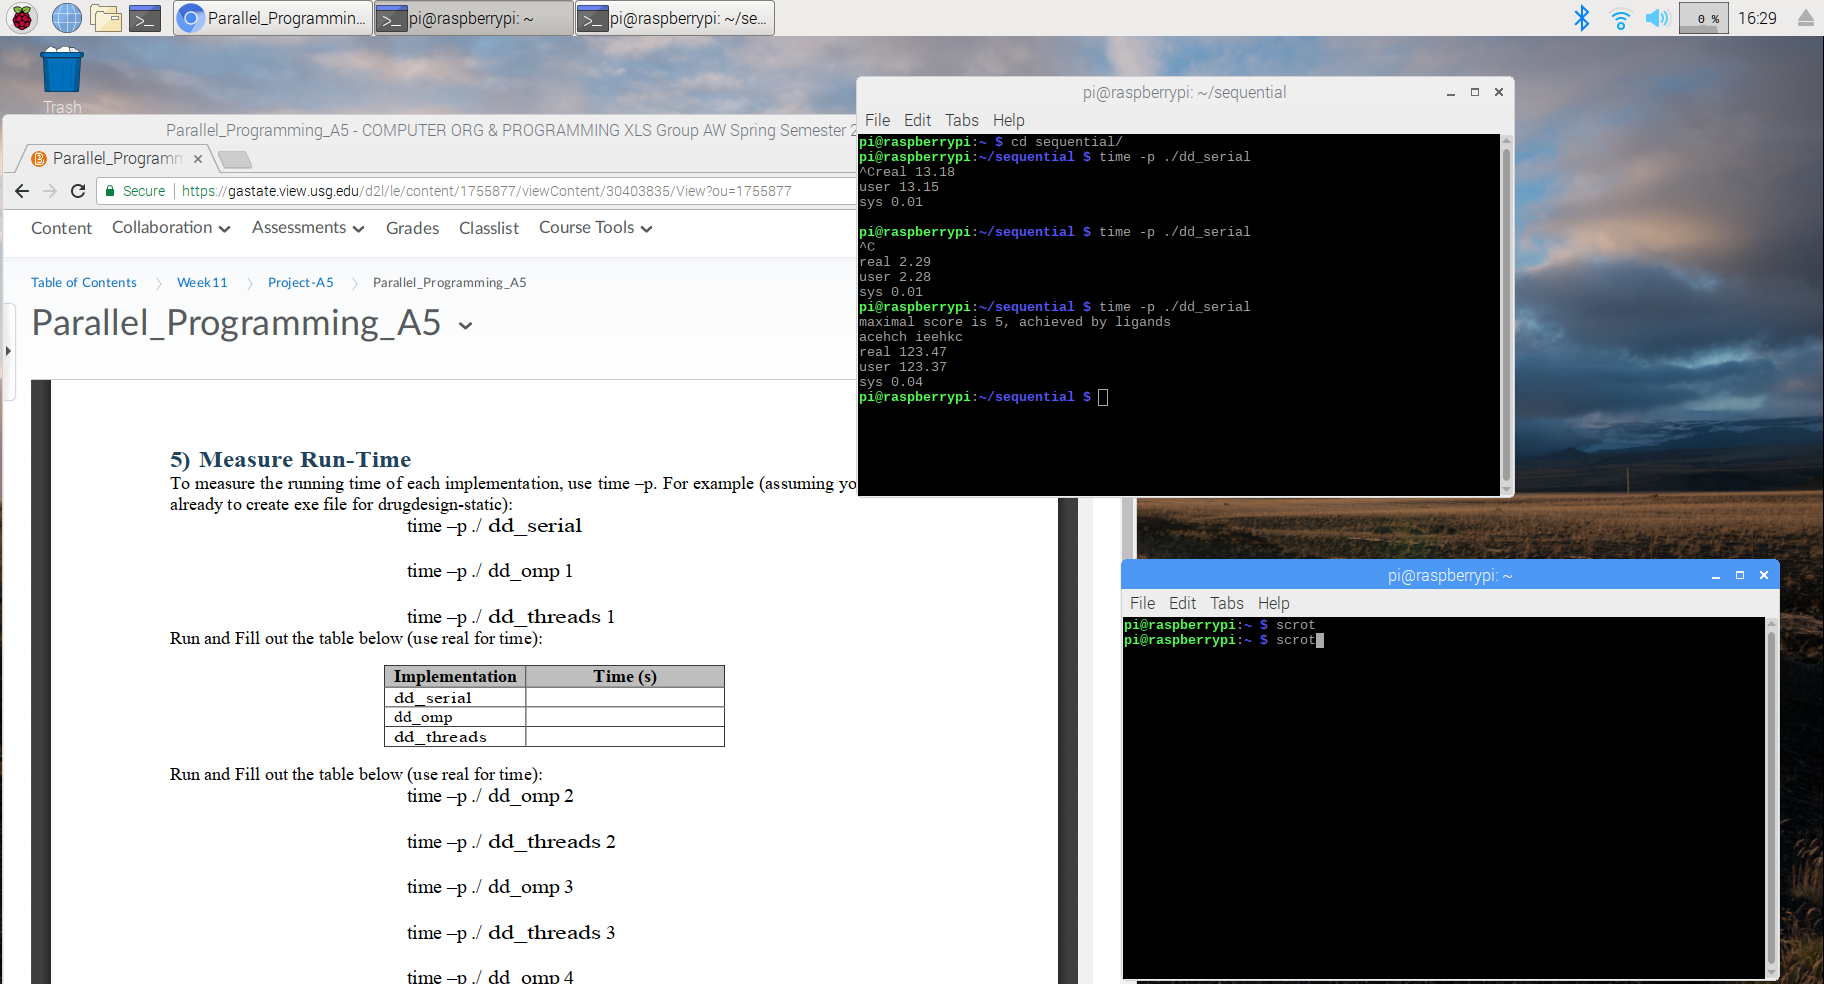 Parallel_Programmin...
pi@raspberrypi: ~
pi@raspberrypi: ~/se...
0 %
16:29
Trash
Parallel_Programming_A5 - COMPUTER ORG & PROGRAMMING XLS Group AW Spring Semester 2
Parallel_Programm
Secure
https://gastate.view.usg.edu/d2l/le/content/1755877/viewContent/30403835/View?ou=1755877
Content Collaboration Assessments Grades Classlist Course Tools
Table of Contents Week11 Project-A5 Parallel_Programming_A5
Parallel_Programming_A5
5) Measure Run-Time
To measure the running time of each implementation, use time –p. For example (assuming yo
already to create exe file for drugdesign-static):
time –p ./ dd_serial
time –p ./ dd_omp 1
time –p ./ dd_threads 1
Run and Fill out the table below (use real for time):
Implementation Time (s)
dd_serial
dd_omp
dd_threads
Run and Fill out the table below (use real for time):
time –p ./ dd_omp 2
time –p ./ dd_threads 2
time –p ./ dd_omp 3
time –p ./ dd_threads 3
time –p ./ dd_omp 4
pi@raspberrypi: ~/sequential
File Edit Tabs Help
pi@raspberrypi:~ $ cd sequential/
pi@raspberrypi:~/sequential $ time -p ./dd_serial
^Creal 13.18
user 13.15
sys 0.01
pi@raspberrypi:~/sequential $ time -p ./dd_serial
^C
real 2.29
user 2.28
sys 0.01
pi@raspberrypi:~/sequential $ time -p ./dd_serial
maximal score is 5, achieved by ligands
acehch ieehkc
real 123.47
user 123.37
sys 0.04
pi@raspberrypi:~/sequential $
pi@raspberrypi: ~
File Edit Tabs Help
pi@raspberrypi:~ $ scrot
pi@raspberrypi:~ $ scrot